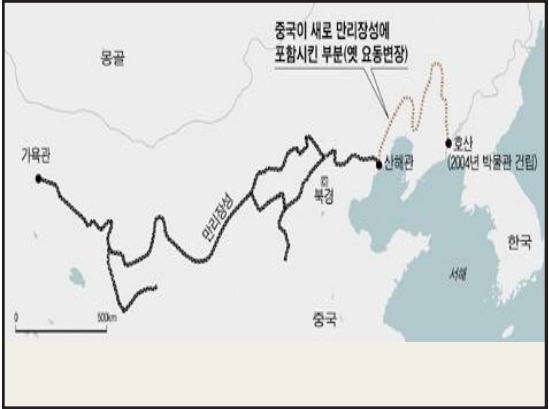 중국이 새로 만리장성에
포함시킨 부분(옛 요동변장)
몽골
가욕관
호산
(2004년 박물관 건립)
산해관
북경
만리장성
한국
서해
중국
0 500km